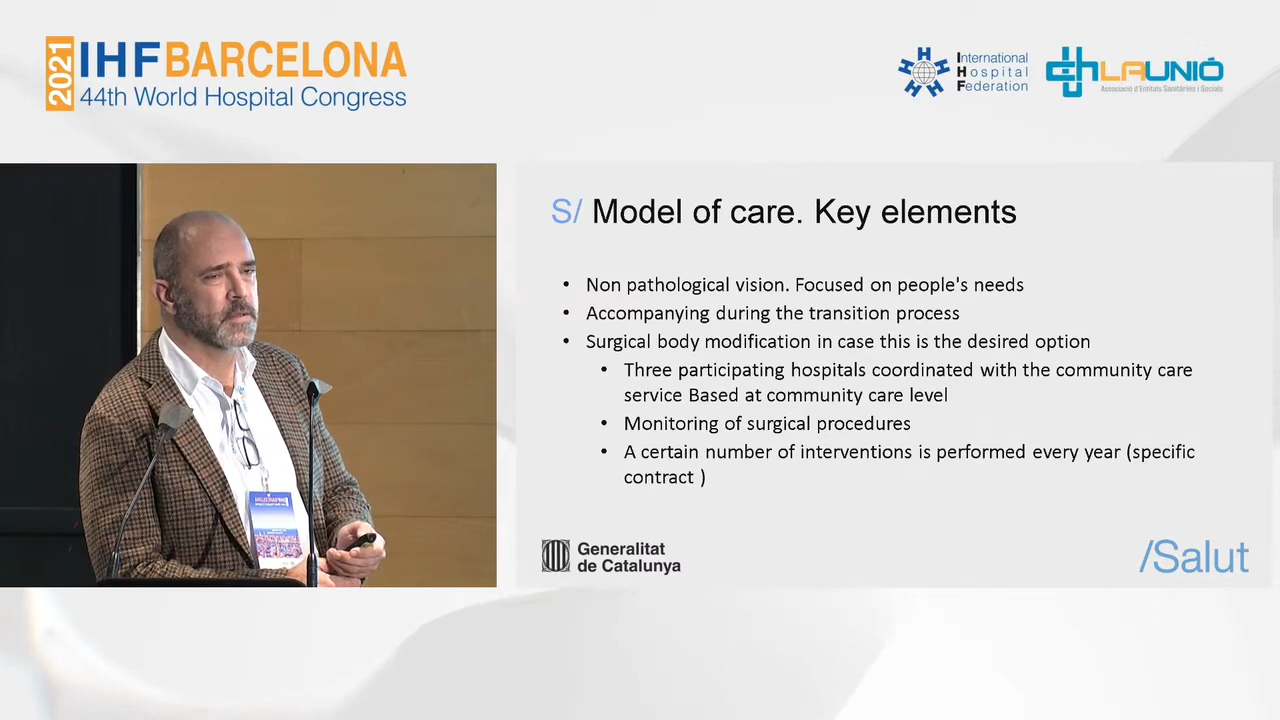 2021
IHF BARCELONA
44th World Hospital Congress
International
Hospital
Federation
LAUNIÓ
Associació d'Entitats Sanitàries i Socials
S/ Model of care. Key elements
• Non pathological vision. Focused on people's needs
• Accompanying during the transition process
• Surgical body modification in case this is the desired option
• Three participating hospitals coordinated with the community care
service Based at community care level
• Monitoring of surgical procedures
• A certain number of interventions is performed every year (specific
contract )
Generalitat
de Catalunya
/Salut